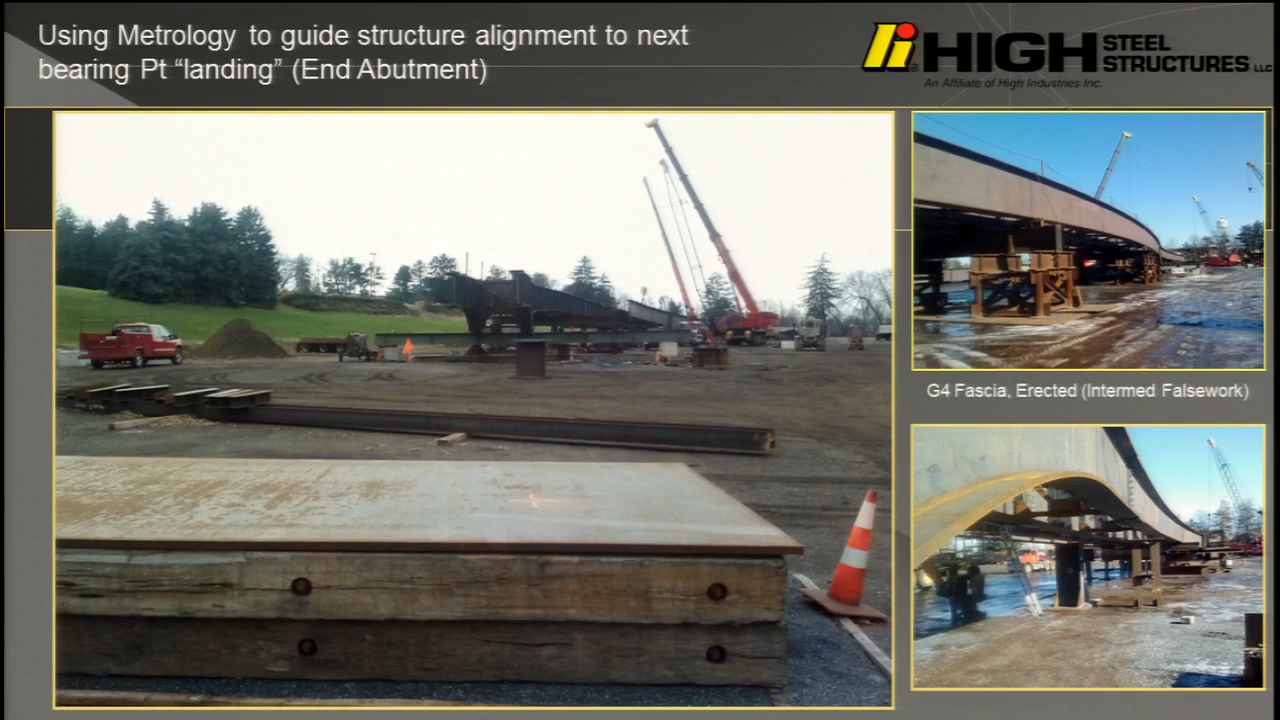 Using Metrology to guide structure alignment to next
bearing Pt “landing” (End Abutment)
HIGH STEEL
STRUCTURES LLC
An Affiliate of High Industries Inc.
G4 Fascia, Erected (Intermed Falsework)